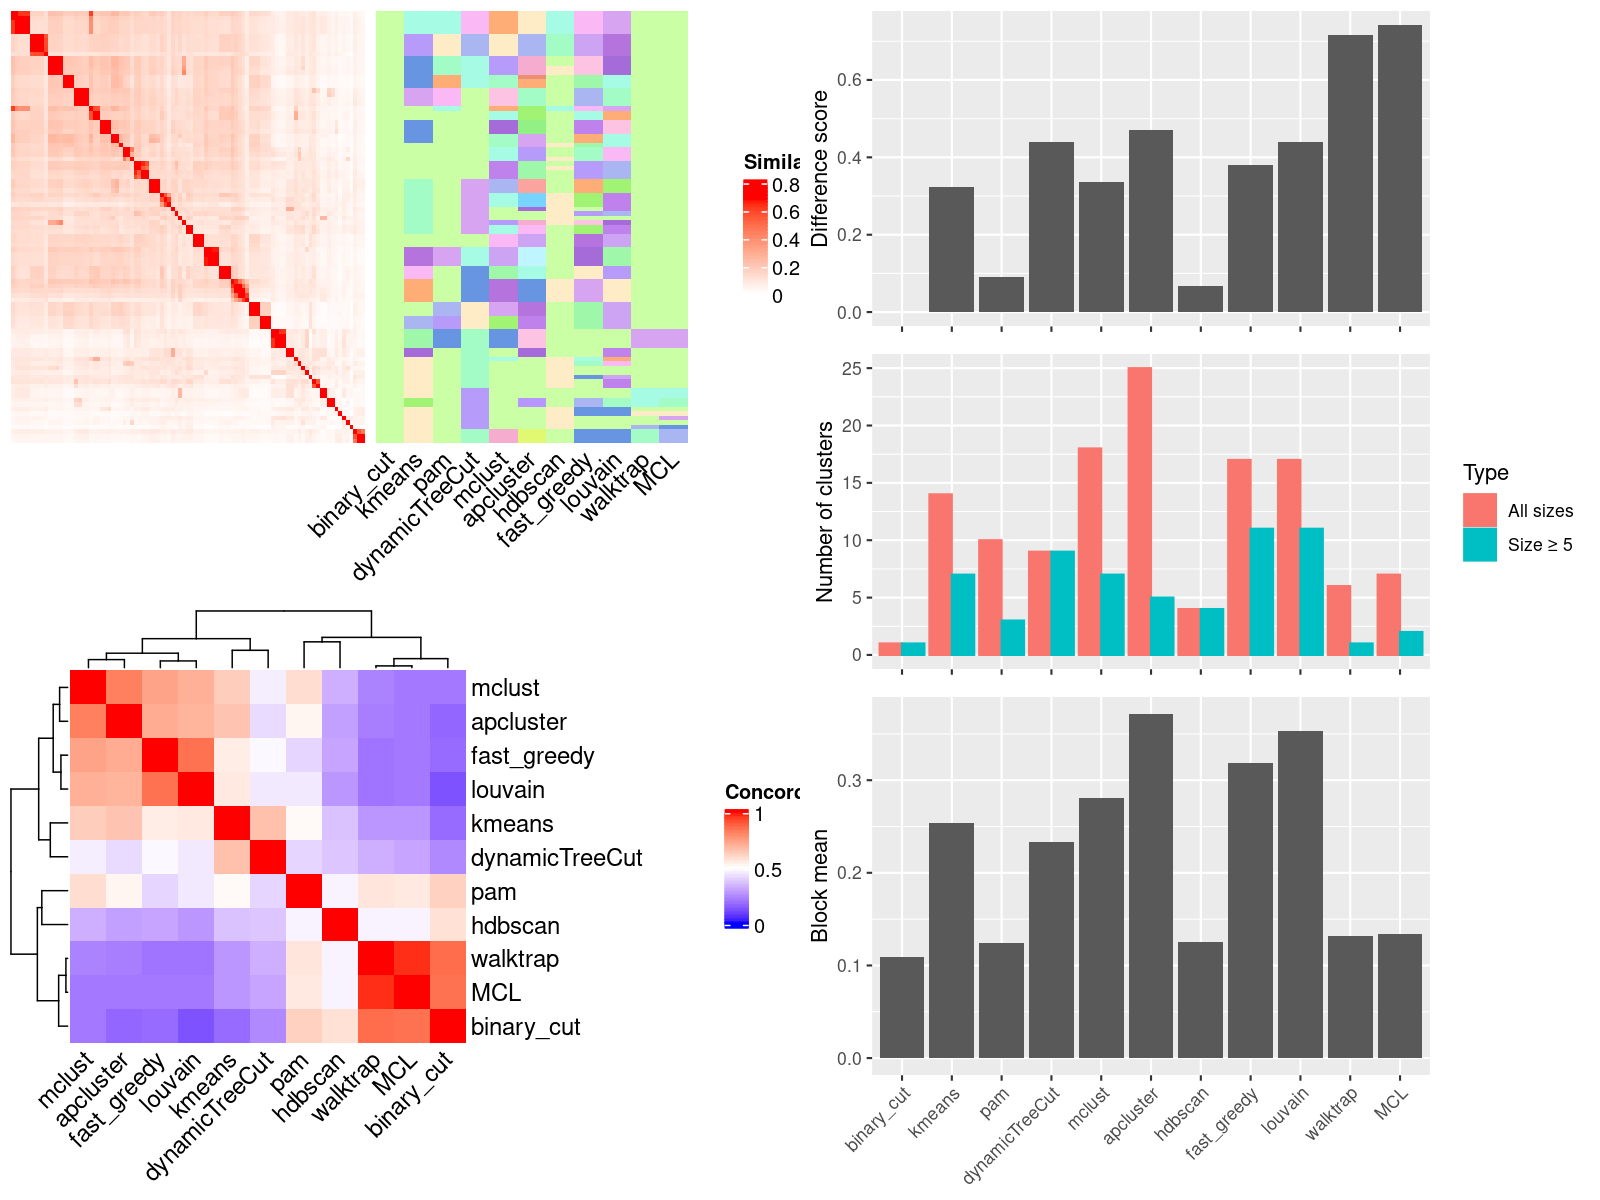 Simila
0.8
0.6
0.4
0.2
0
binary_cut
kmeans
pam
dynamicTreeCut
mclust
apcluster
hdbscan
fast_greedy
louvain
walktrap
MCL
mclust
apcluster
fast_greedy
louvain
kmeans
dynamicTreeCut
pam
hdbscan
walktrap
MCL
binary_cut
mclust
apcluster
fast_greedy
louvain
kmeans
dynamicTreeCut
pam
hdbscan
walktrap
MCL
binary_cut
Concord
1
0.5
0
Difference score
0.6
0.4
0.2
0.0
Number of clusters
25
20
15
10
5
0
Type
All sizes
Size ≥ 5
Block mean
0.3
0.2
0.1
0.0
binary_cut
kmeans
pam
dynamicTreeCut
mclust
apcluster
hdbscan
fast_greedy
louvain
walktrap
MCL